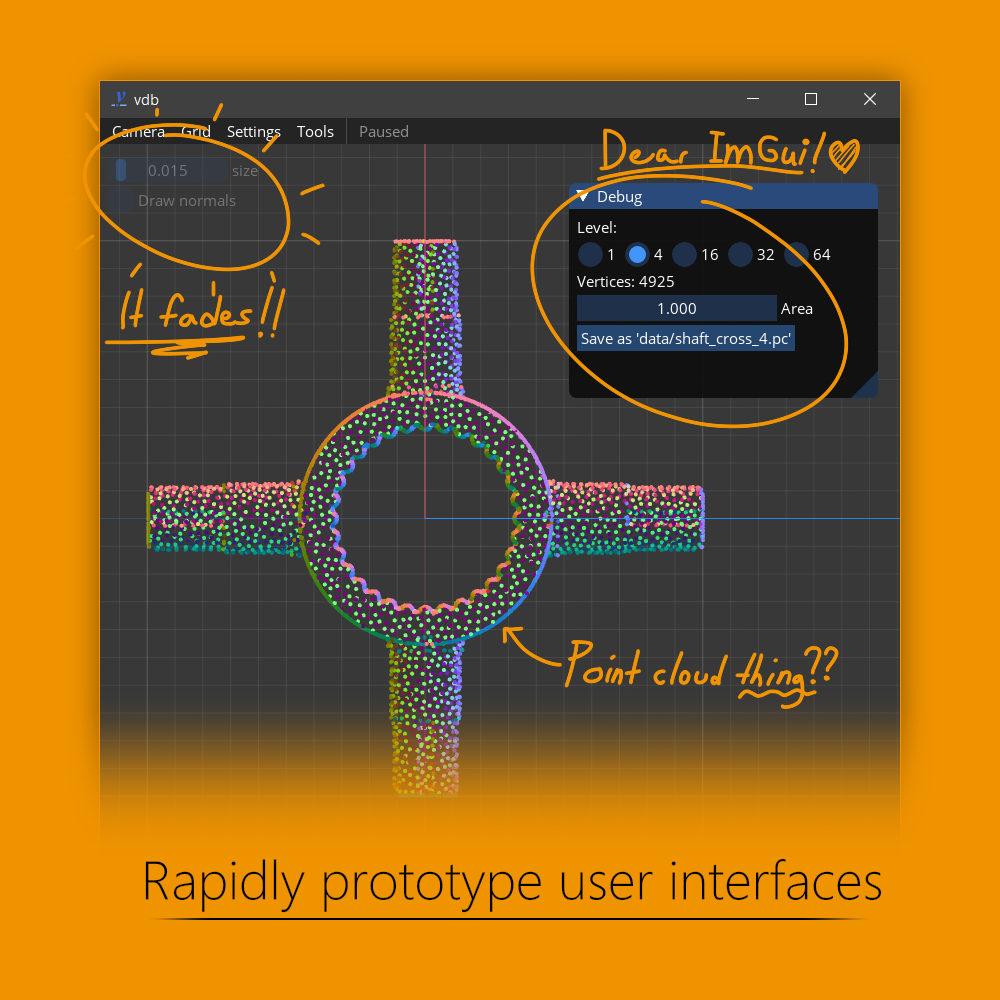 vdb
Camera Grid Settings Tools Paused
0.015 size
Draw normals
It fades!!
Dear ImGui!
Debug
Level:
1 4 16 32 64
Vertices: 4925
1.000 Area
Save as 'data/shaft_cross_4.pc'
Point cloud thing??
Rapidly prototype user interfaces